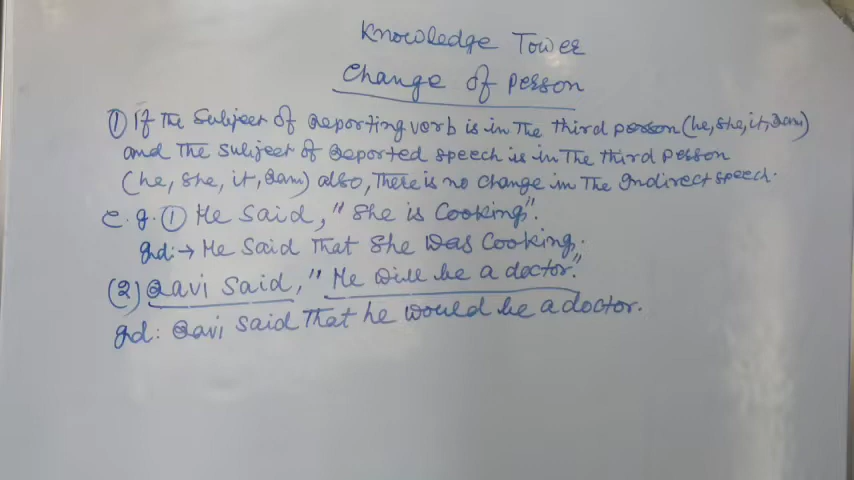 Knowledge Tower
Change of person
① If the Subject of Reporting verb is in The third person (he, she, it, Ram)
and The Subject of Reported speech is in The third person
(he, she, it, Ram) also, There is no change in The Indirect speech.
e.g. ① He Said, "She is Cooking".
Ind: → He Said That She was Cooking.
(2) Ravi Said, "He will be a doctor."
Ind: Ravi Said That he would be a doctor.